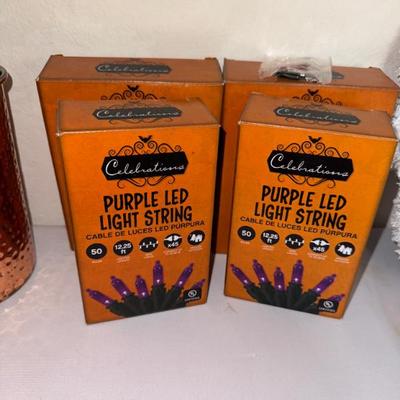 Celebrations
Celebrations
Celebrations
PURPLE LED
LIGHT STRING
CABLE DE LUCES LED PÚRPURA
50
12.25
ft
x45
Celebrations
PURPLE LED
LIGHT STRING
CABLE DE LUCES LED PÚRPURA
50
12.25
ft
x45